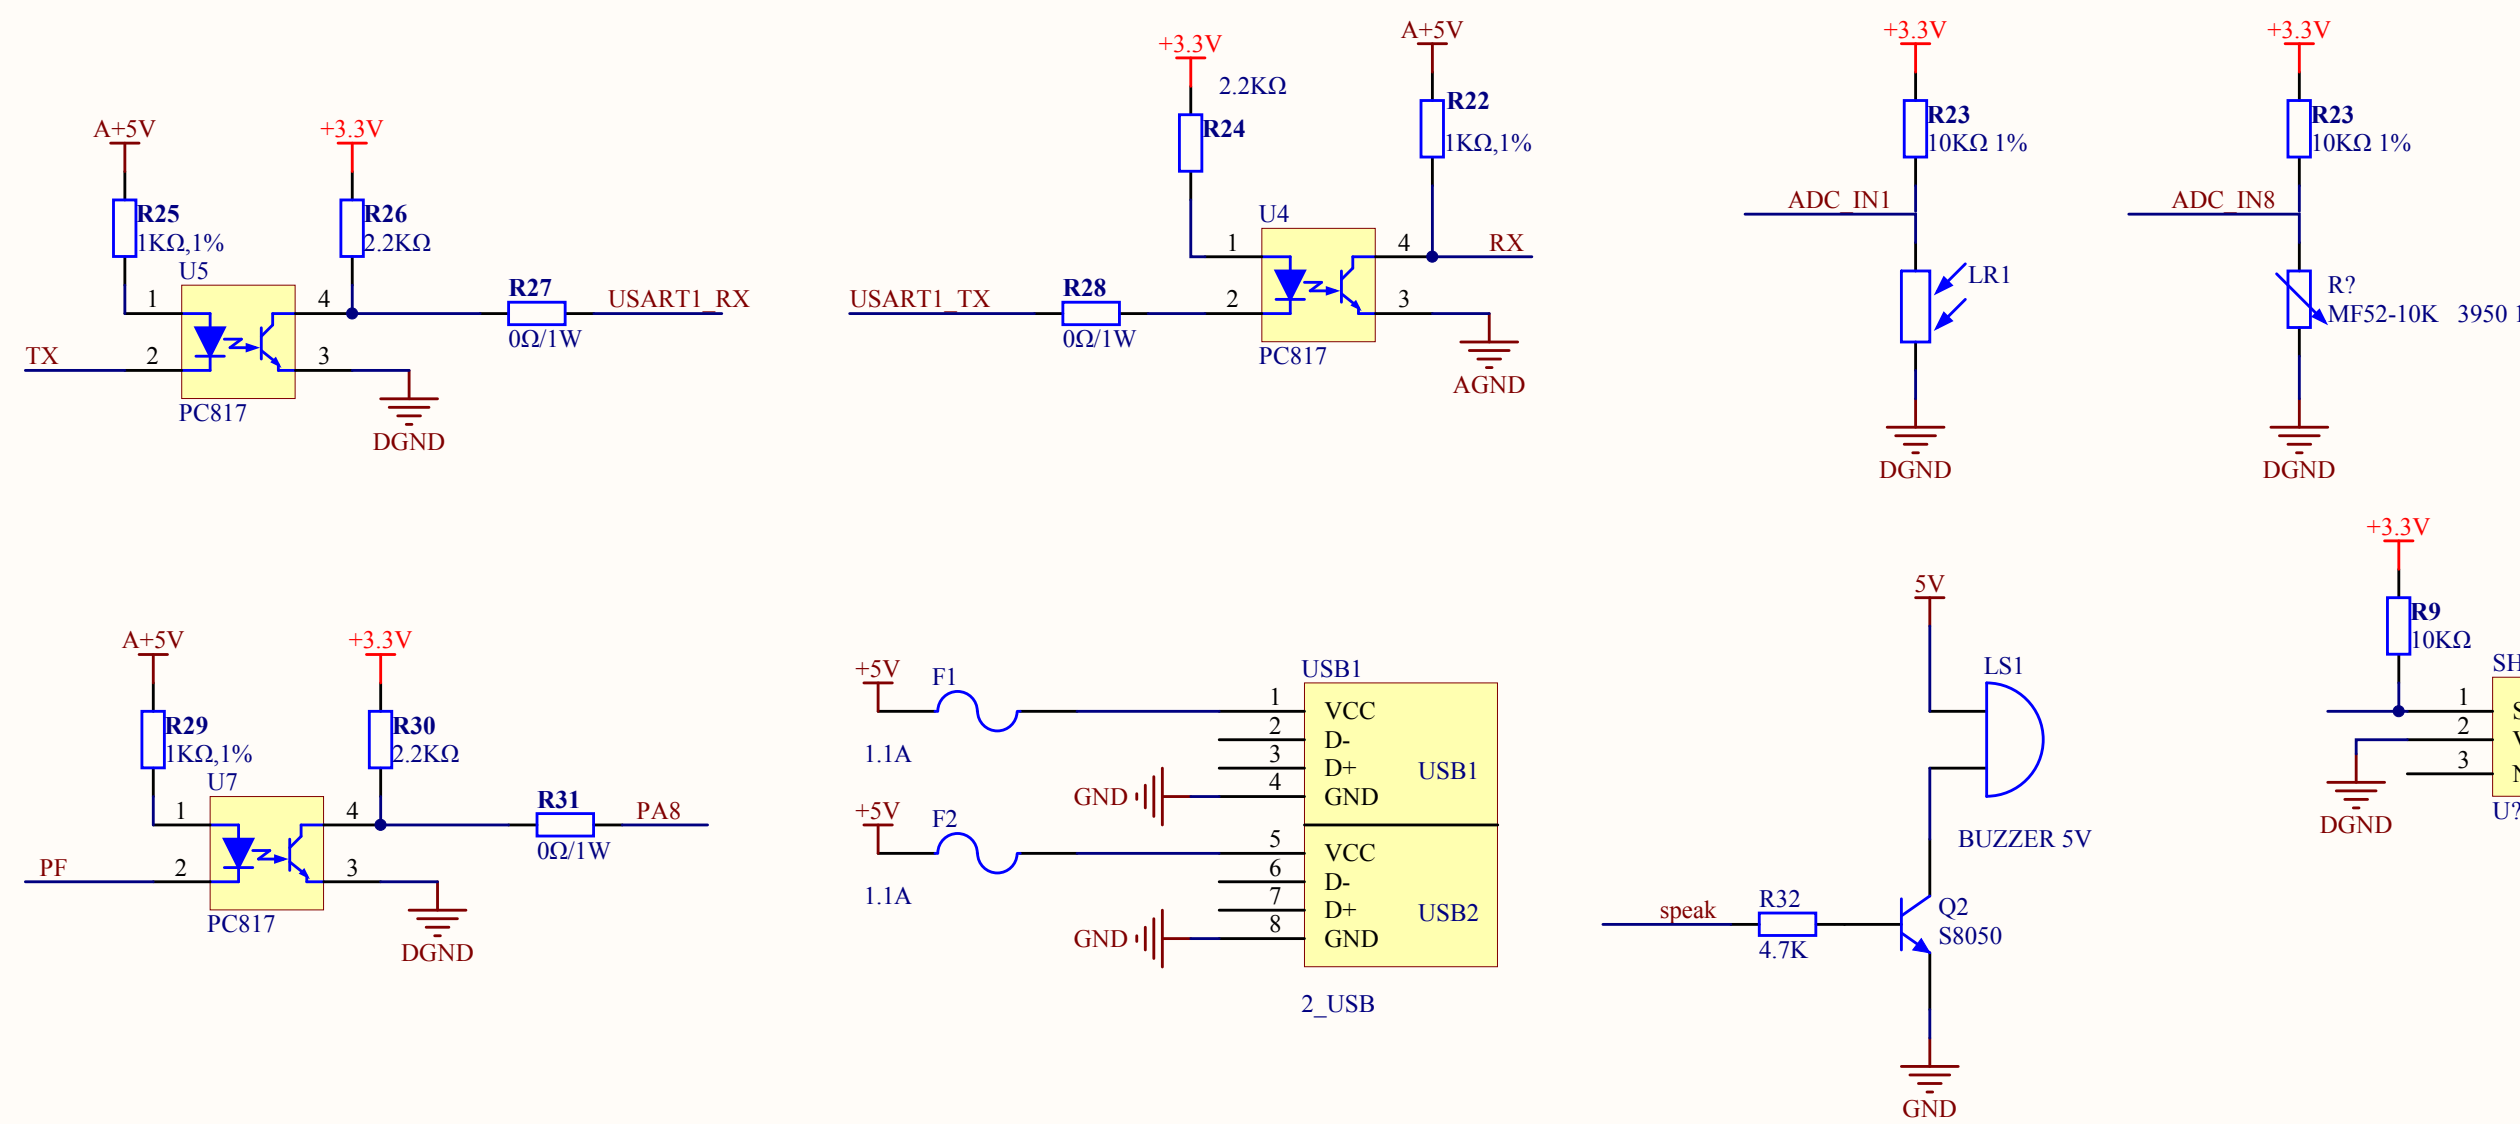 A+5V
R25
1KΩ,1%
U5
1
2
4
3
TX
PC817
+3.3V
R26
2.2KΩ
R27
0Ω/1W
USART1_RX
DGND
+3.3V
2.2KΩ
R24
A+5V
R22
1KΩ,1%
U4
1
2
4
3
RX
USART1_TX
R28
0Ω/1W
PC817
AGND
+3.3V
R23
10KΩ 1%
ADC_IN1
LR1
DGND
+3.3V
R23
10KΩ 1%
ADC_IN8
R?
MF52-10K 3950 1
DGND
A+5V
R29
1KΩ,1%
U7
1
2
4
3
PF
PC817
+3.3V
R30
2.2KΩ
R31
0Ω/1W
PA8
DGND
+5V
F1
1.1A
GND
+5V
F2
1.1A
GND
USB1
1 VCC
2 D-
3 D+
4 GND
USB1
5 VCC
6 D-
7 D+
8 GND
USB2
2_USB
5V
LS1
BUZZER 5V
speak
R32
4.7K
Q2
S8050
GND
+3.3V
R9
10KΩ
SH
1
2
3
U?
DGND